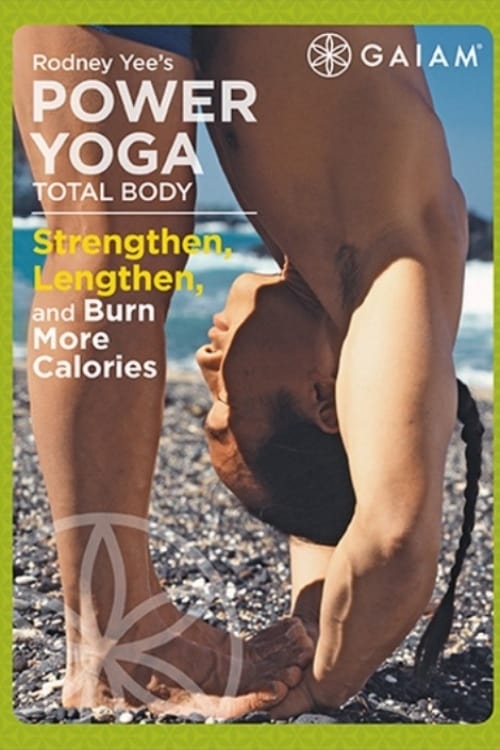 Rodney Yee's
POWER
YOGA
TOTAL BODY
Strengthen,
Lengthen,
and Burn
More
Calories
GAIAM®